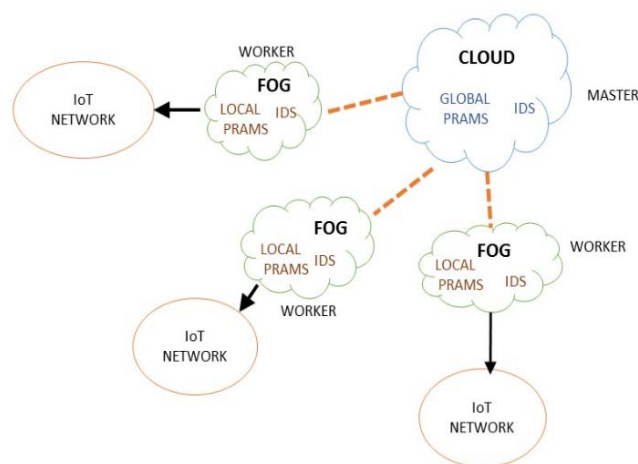 WORKER
FOG
LOCAL IDS
PRAMS
IoT
NETWORK
CLOUD
GLOBAL IDS
PRAMS
MASTER
FOG
LOCAL IDS
PRAMS
WORKER
IoT
NETWORK
FOG
LOCAL
PRAMS IDS
WORKER
IoT
NETWORK